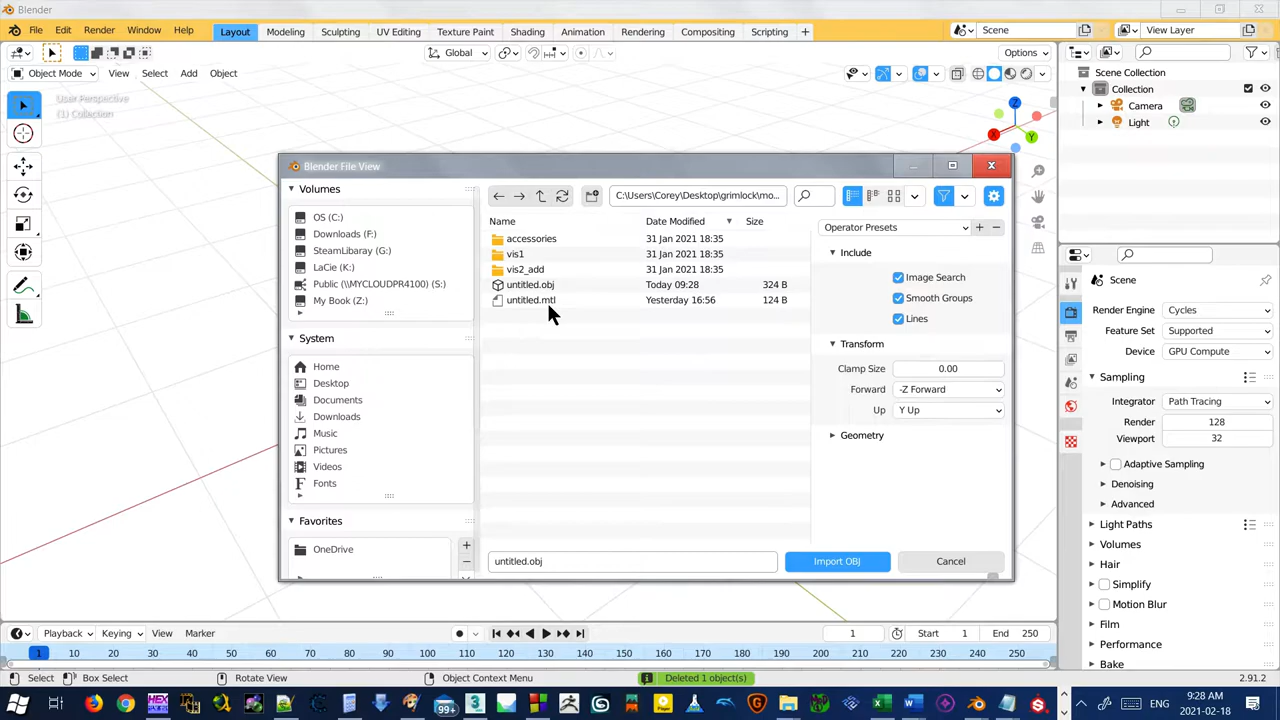 Blender
File Edit Render Window Help Layout Modeling Sculpting UV Editing Texture Paint Shading Animation Rendering Compositing Scripting + Scene View Layer
Global Options
Object Mode View Select Add Object
User Perspective
(1) Collection
Z
X
Y
Scene Collection
Collection
Camera
Light
Blender File View
Volumes
OS (C:)
Downloads (F:)
SteamLibaray (G:)
LaCie (K:)
Public (\\MYCLOUDPR4100) (S:)
My Book (Z:)
System
Home
Desktop
Documents
Downloads
Music
Pictures
Videos
Fonts
Favorites
OneDrive
C:\Users\Corey\Desktop\grimlock\mo...
Name Date Modified Size
accessories 31 Jan 2021 18:35
vis1 31 Jan 2021 18:35
vis2_add 31 Jan 2021 18:35
untitled.obj Today 09:28 324 B
untitled.mtl Yesterday 16:56 124 B
Operator Presets
Include
Image Search
Smooth Groups
Lines
Transform
Clamp Size 0.00
Forward -Z Forward
Up Y Up
Geometry
untitled.obj Import OBJ Cancel
Scene
Render Engine Cycles
Feature Set Supported
Device GPU Compute
Sampling
Integrator Path Tracing
Render 128
Viewport 32
Adaptive Sampling
Denoising
Advanced
Light Paths
Volumes
Hair
Simplify
Motion Blur
Film
Performance
Bake
Playback Keying View Marker 1 Start 1 End 250
1 10 20 30 40 50 60 70 80 90 100 110 120 130 140 150 160 170 180 190 200 210 220 230 240 250
Select Box Select Rotate View Object Context Menu Deleted 1 object(s) 2.91.2
HEX 3 99+ G X W
ENG 9:28 AM
2021-02-18